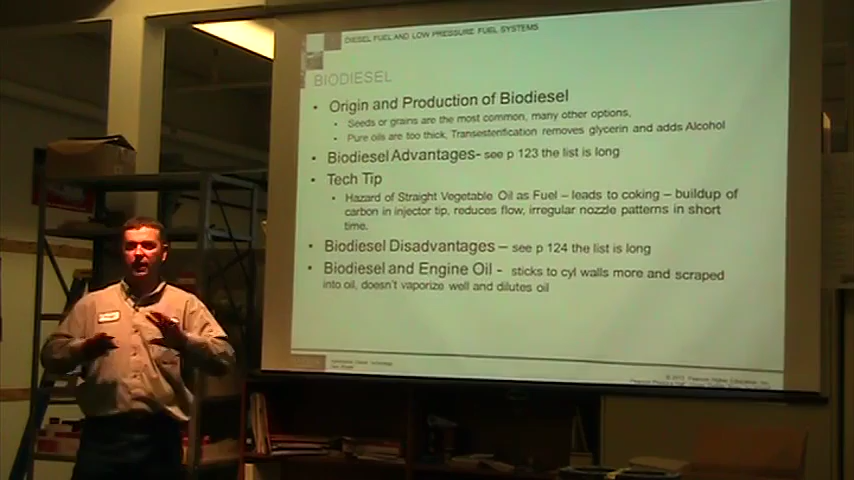 DIESEL FUEL AND LOW PRESSURE FUEL SYSTEMS
BIODIESEL
• Origin and Production of Biodiesel
• Seeds or grains are the most common, many other options,
• Pure oils are too thick, Transesterification removes glycerin and adds Alcohol
• Biodiesel Advantages- see p 123 the list is long
• Tech Tip
• Hazard of Straight Vegetable Oil as Fuel – leads to coking – buildup of
carbon in injector tip, reduces flow, irregular nozzle patterns in short
time.
• Biodiesel Disadvantages – see p 124 the list is long
• Biodiesel and Engine Oil - sticks to cyl walls more and scraped
into oil, doesn't vaporize well and dilutes oil